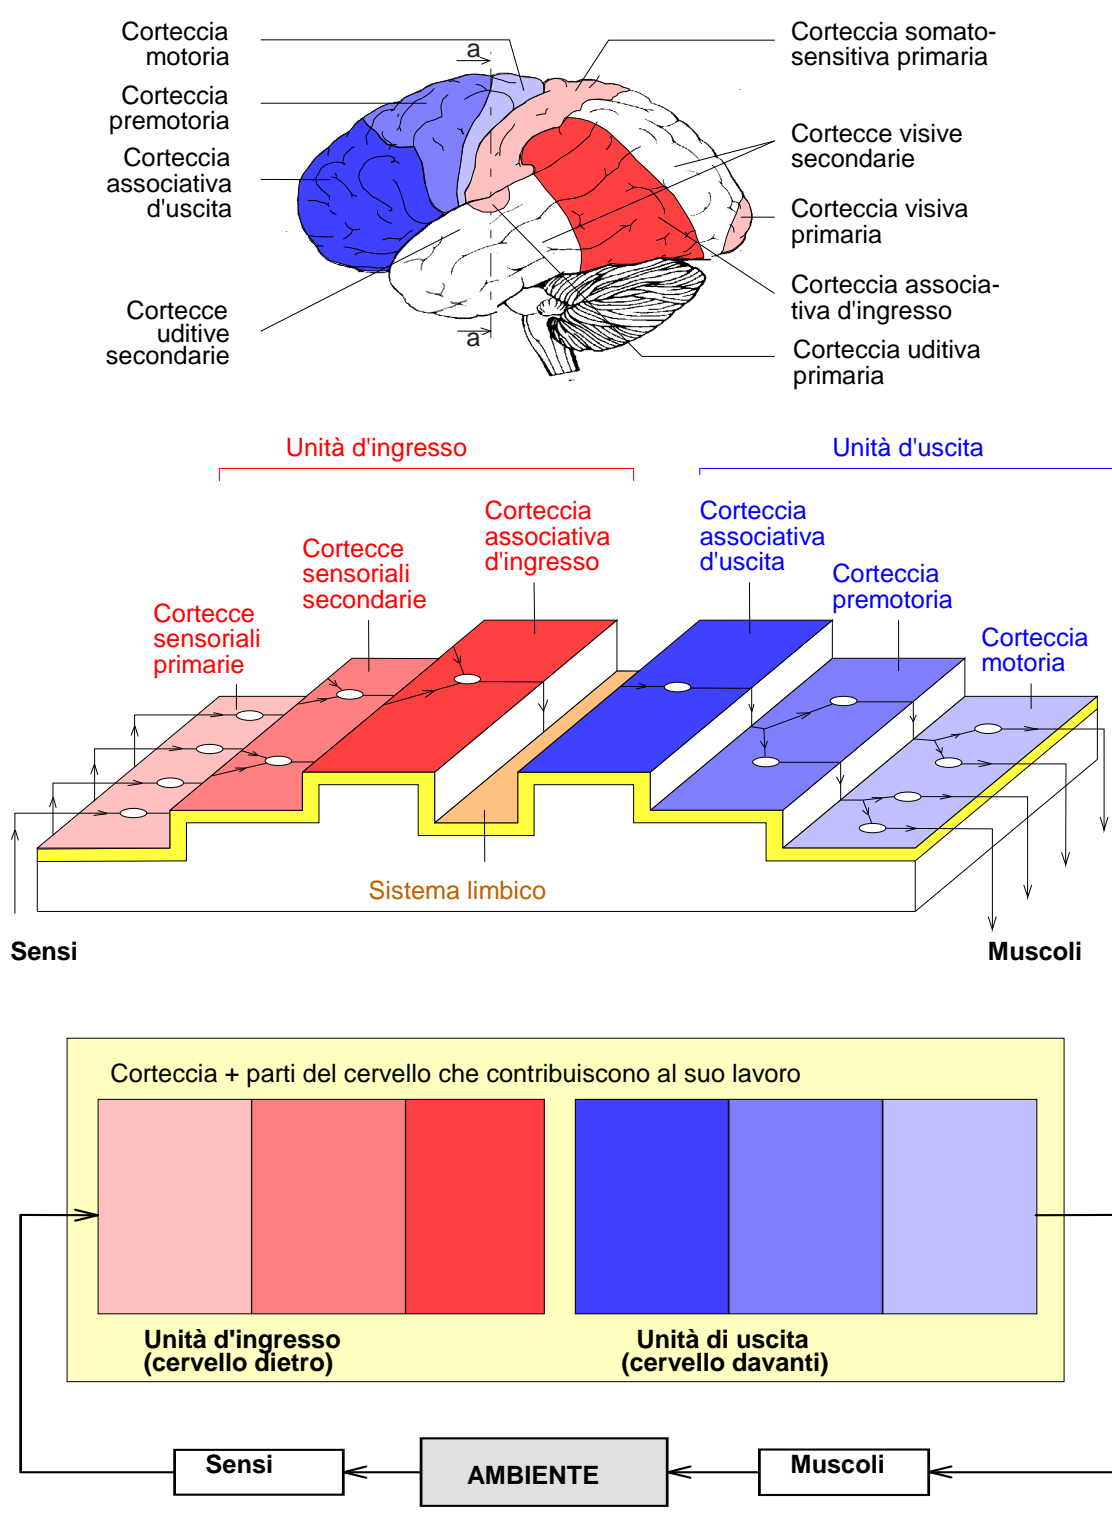 Corteccia
motoria
a
Corteccia somato-
sensitiva primaria
Corteccia
premotoria
Cortecce visive
secondarie
Corteccia
associativa
d'uscita
Corteccia visiva
primaria
Corteccia associa-
tiva d'ingresso
Cortecce
uditive
secondarie
a
Corteccia uditiva
primaria
Unità d'ingresso
Unità d'uscita
Corteccia
associativa
d'ingresso
Corteccia
associativa
d'uscita
Cortecce
sensoriali
secondarie
Corteccia
premotoria
Cortecce
sensoriali
primarie
Corteccia
motoria
Sistema limbico
Sensi
Muscoli
Corteccia + parti del cervello che contribuiscono al suo lavoro
Unità d'ingresso
(cervello dietro)
Unità di uscita
(cervello davanti)
Sensi
AMBIENTE
Muscoli